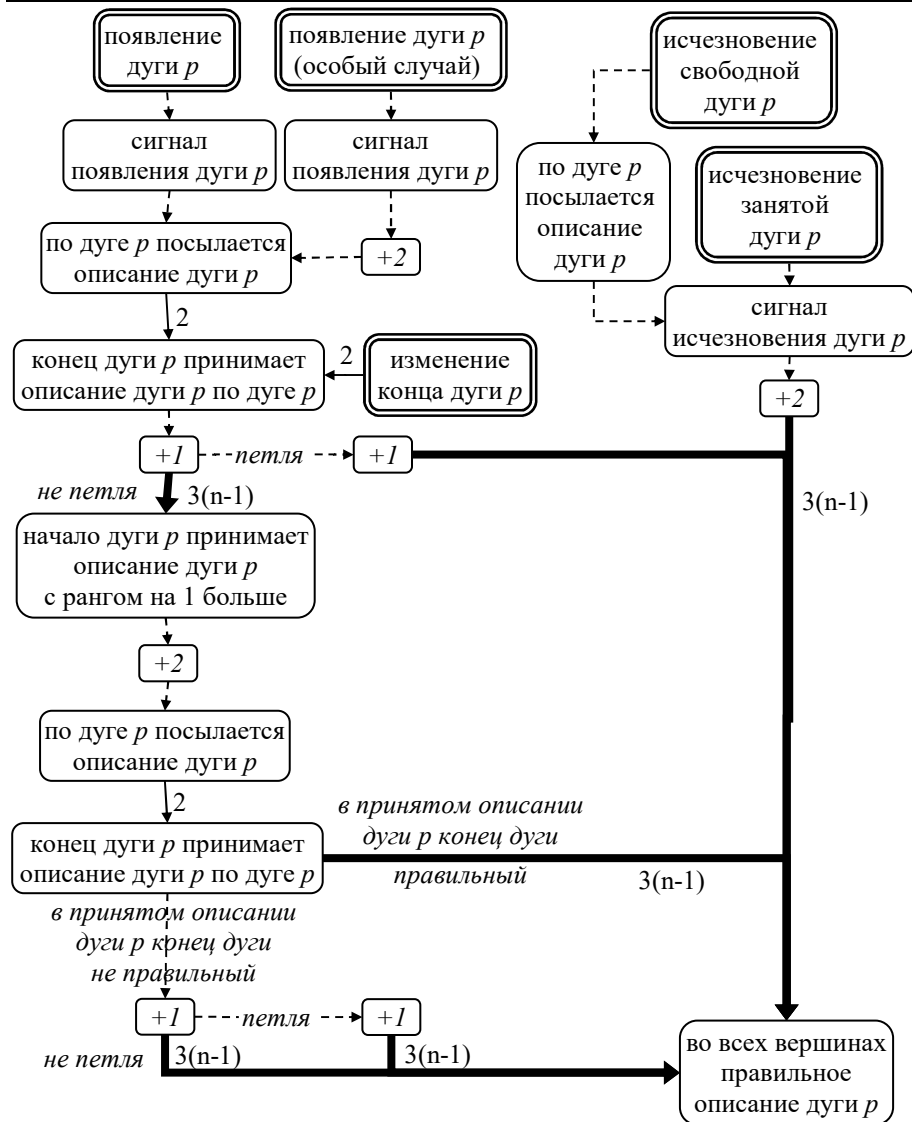 появление
дуги p
появление дуги p
(особый случай)
исчезновение
свободной
дуги p
сигнал
появления дуги p
сигнал
появления дуги p
по дуге p
посылается
описание
дуги p
исчезновение
занятой
дуги p
по дуге p посылается
описание дуги p
+2
сигнал
исчезновения дуги p
2
конец дуги p принимает
описание дуги p по дуге p
2
изменение
конца дуги p
+2
+1
петля
+1
не петля
3(n-1)
3(n-1)
начало дуги p принимает
описание дуги p
с рангом на 1 больше
+2
по дуге p посылается
описание дуги p
2
конец дуги p принимает
описание дуги p по дуге p
в принятом описании
дуги p конец дуги
правильный
3(n-1)
в принятом описании
дуги p конец дуги
не правильный
+1
петля
+1
не петля
3(n-1)
3(n-1)
во всех вершинах
правильное
описание дуги p